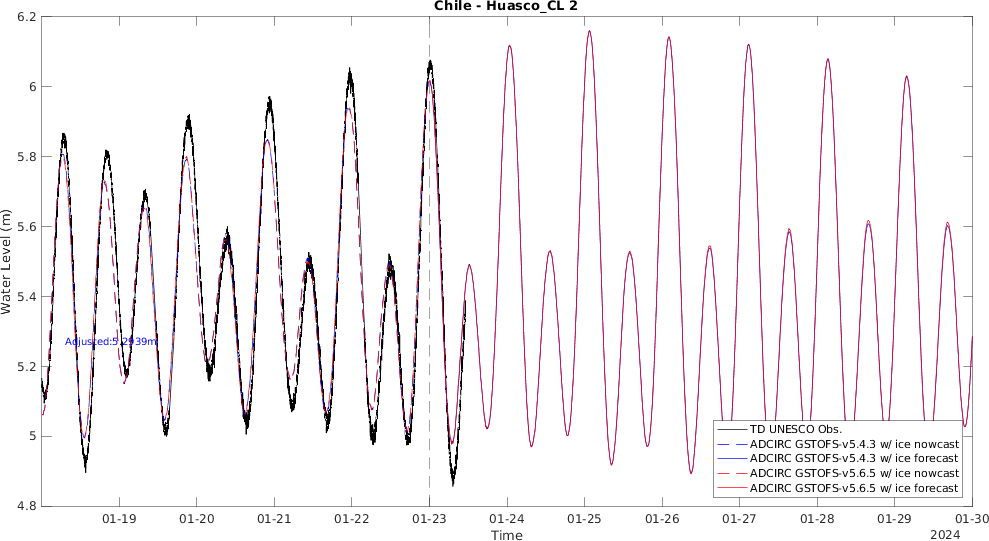 Chile - Huasco_CL 2
6.2
6
5.8
5.6
5.4
5.2
5
4.8
Water Level (m)
Adjusted:5.2939m
TD UNESCO Obs.
ADCIRC GSTOFS-v5.4.3 w/ ice nowcast
ADCIRC GSTOFS-v5.4.3 w/ ice forecast
ADCIRC GSTOFS-v5.6.5 w/ ice nowcast
ADCIRC GSTOFS-v5.6.5 w/ ice forecast
01-19 01-20 01-21 01-22 01-23 01-24 01-25 01-26 01-27 01-28 01-29 01-30
Time
2024